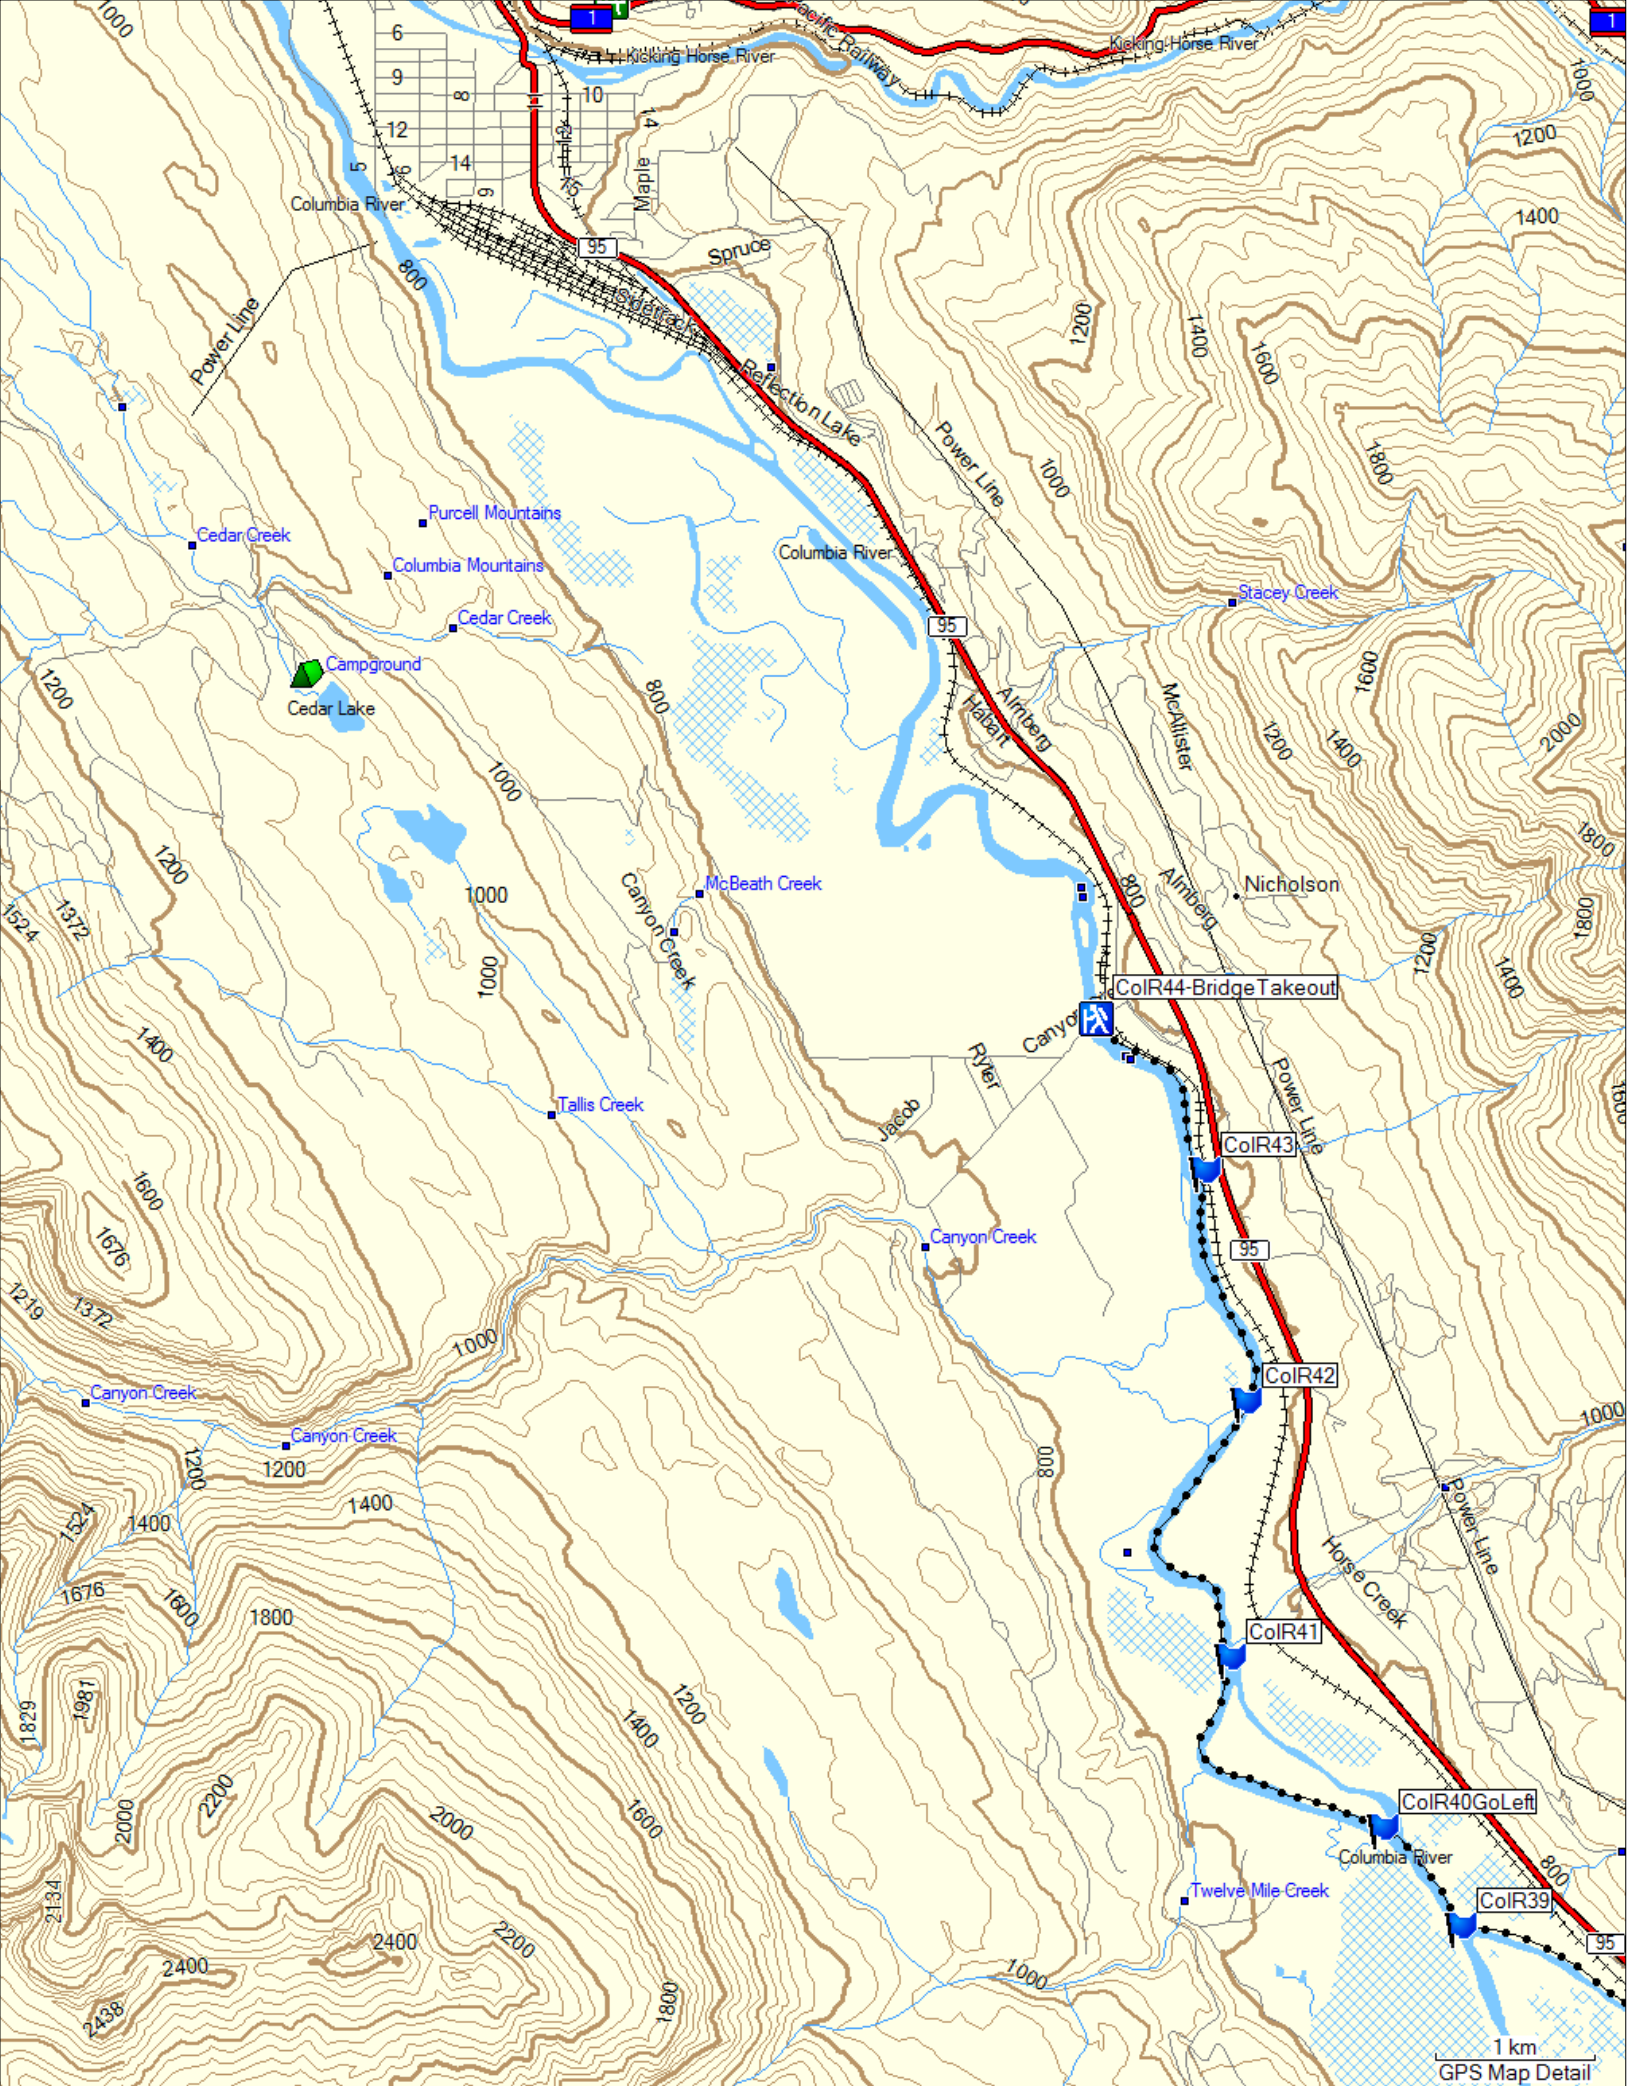 1000
6
9
8
12
14
5
6
9
10
12
14
15
Maple
1
Pacific Railway
Kicking Horse River
Kicking Horse River
1
1000
1200
1400
Columbia River
95
Spruce
800
Power Line
Sidetrack
Reflection Lake
1200
1400
1600
1800
Power Line
1000
Purcell Mountains
Cedar Creek
Columbia Mountains
Columbia River
Cedar Creek
Stacey Creek
95
Campground
Cedar Lake
1200
800
Almberg
Habart
McAllister
1600
1200
1400
2000
1000
1200
1800
McBeath Creek
Canyon Creek
1000
1000
800
Almberg
Nicholson
1524
1372
1800
1200
1400
ColR44-BridgeTakeout
Canyon
1400
Ryter
Power Line
1600
Tallis Creek
Jacob
ColR43
1600
1676
Canyon Creek
95
1219
1372
1000
ColR42
Canyon Creek
1000
Canyon Creek
1200
1200
800
1400
1524
1400
Power Line
Horse Creek
1676
1600
1800
ColR41
1829
1981
1200
1400
2200
2000
2000
1600
ColR40GoLeft
Columbia River
800
2134
Twelve Mile Creek
ColR39
2400
2400
2200
95
1000
2438
1800
1 km
GPS Map Detail